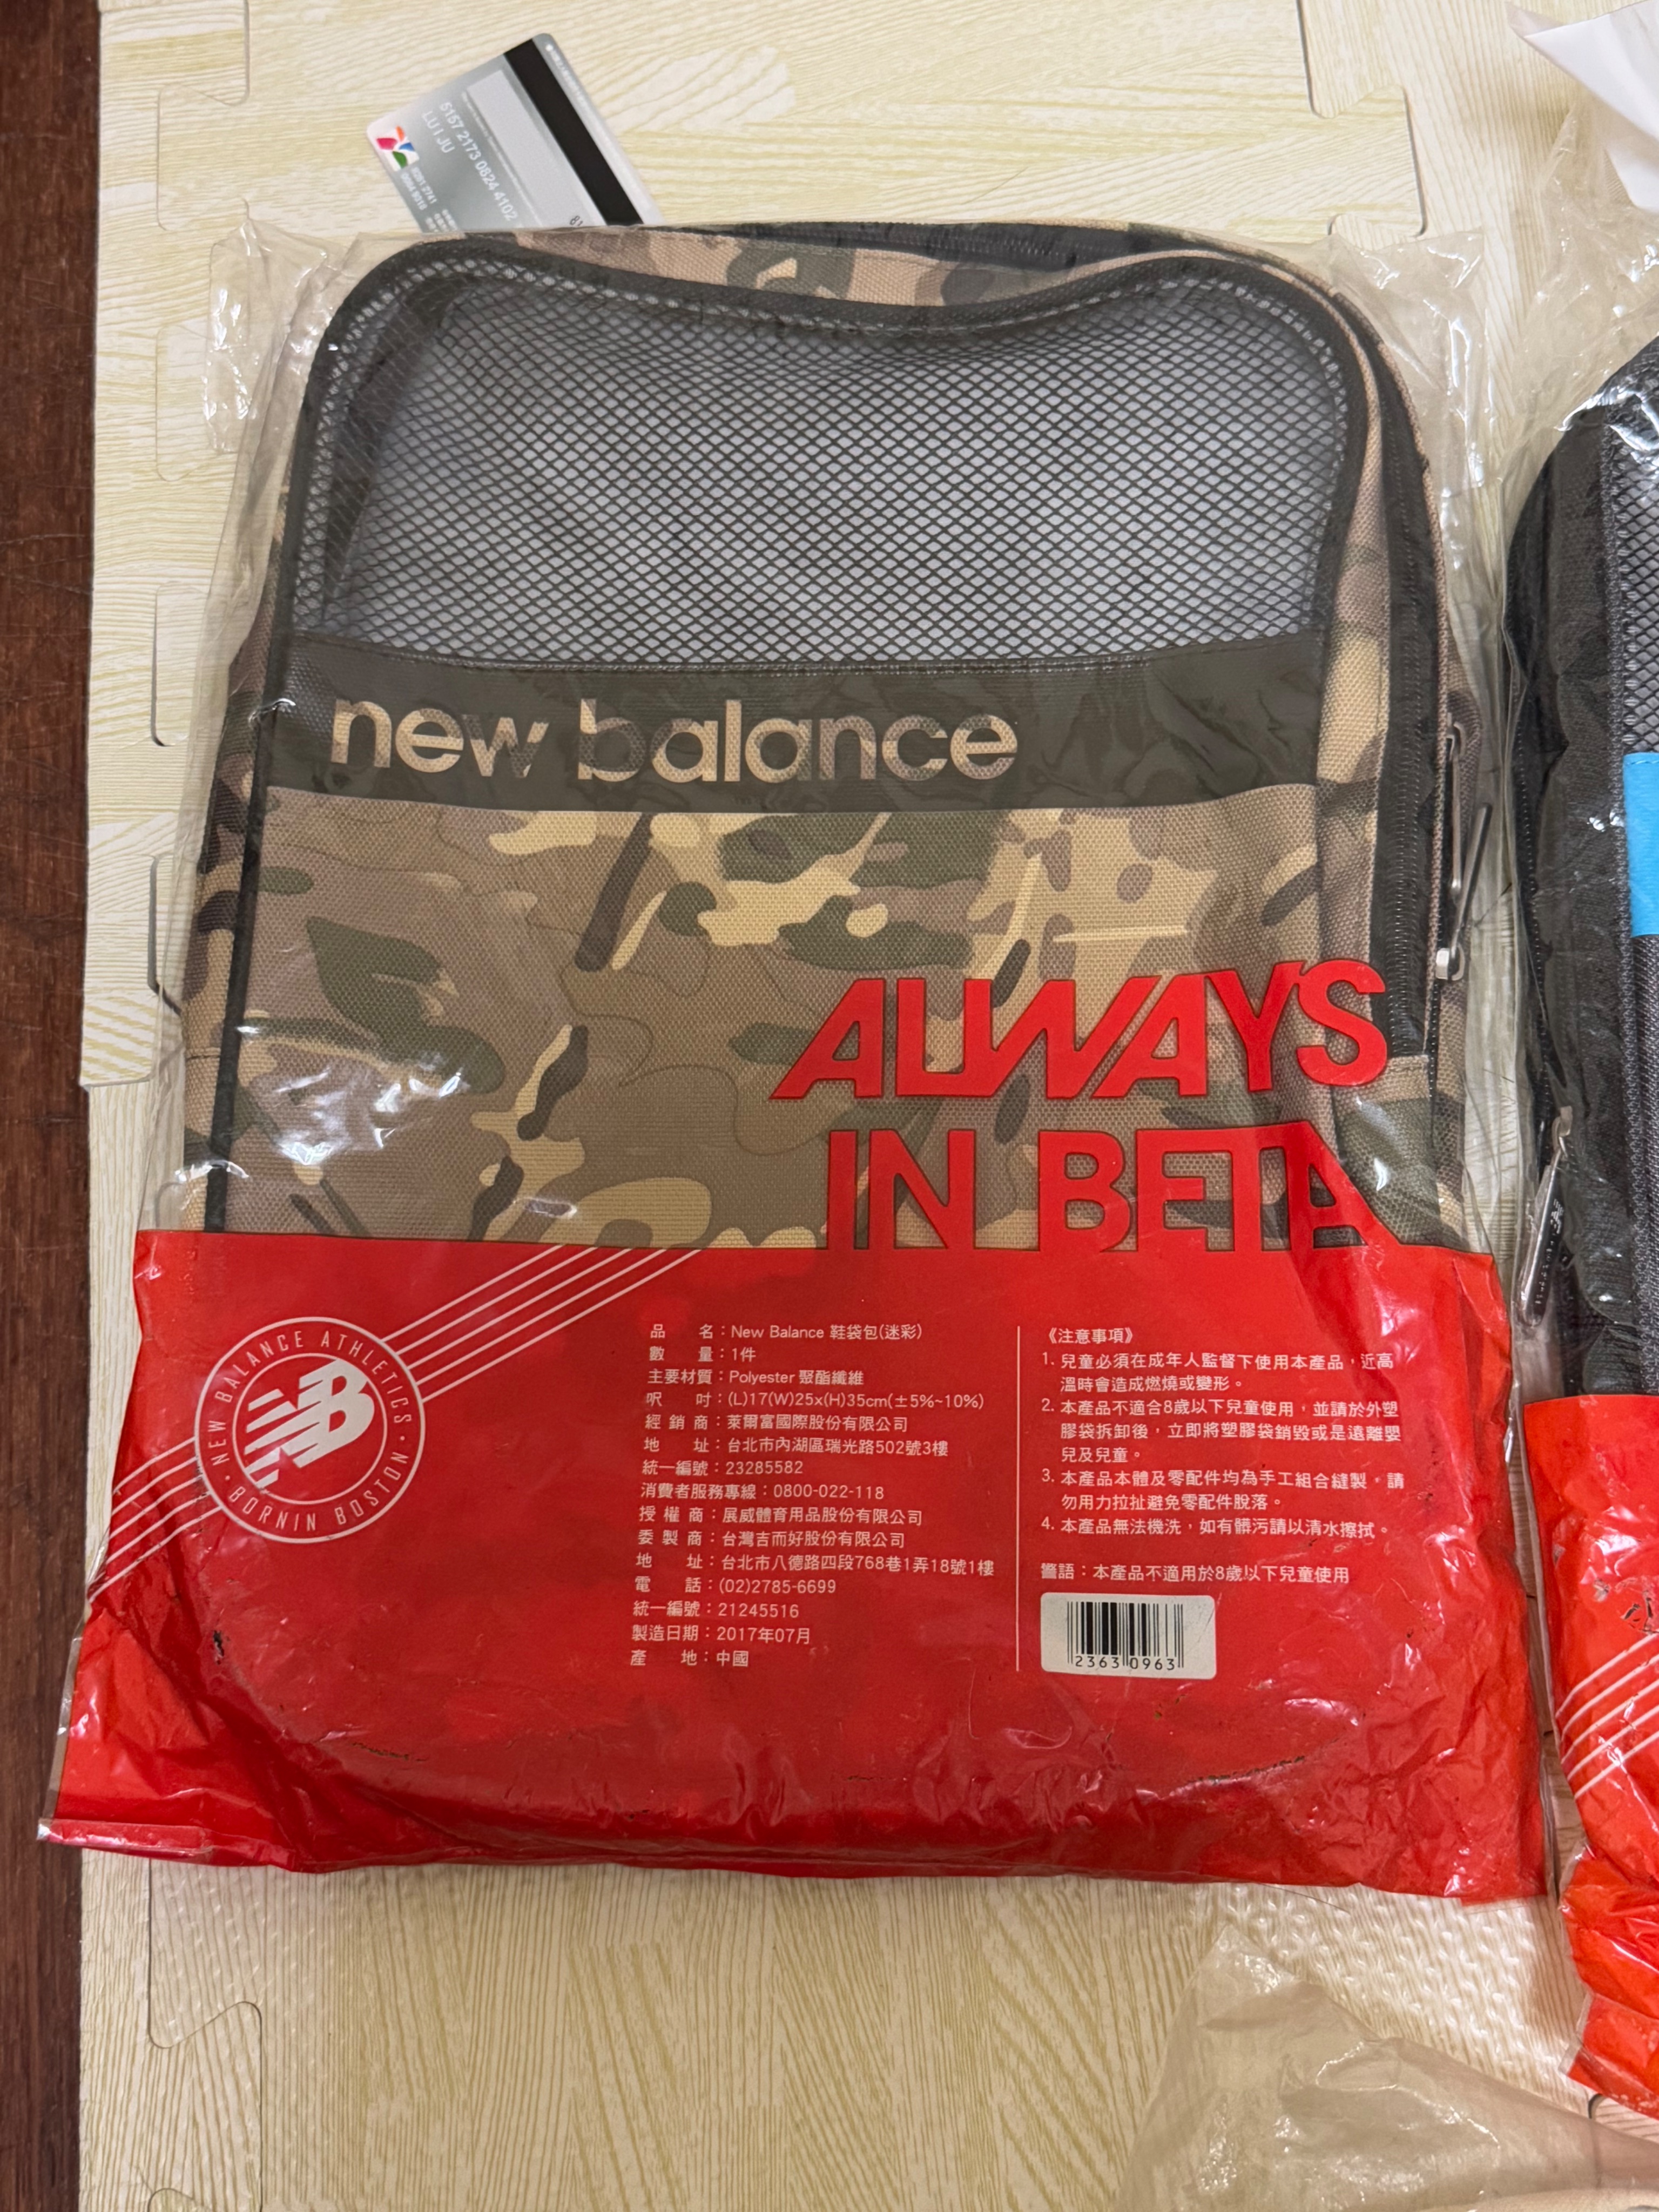 new balance
ALWAYS
IN BETA
NEW BALANCE ATHLETICS
NB
BORN IN BOSTON
品 名：New Balance 鞋袋包(迷彩)
數 量：1件
主要材質：Polyester 聚酯纖維
呎 吋：(L)17(W)25x(H)35cm(±5%~10%)
經 銷 商：萊爾富國際股份有限公司
地 址：台北市內湖區瑞光路502號3樓
統一編號：23285582
消費者服務專線：0800-022-118
授 權 商：展威體育用品股份有限公司
委 製 商：台灣吉而好股份有限公司
地 址：台北市八德路四段768巷1弄18號1樓
電 話：(02)2785-6699
統一編號：21245516
製造日期：2017年07月
產 地：中國
《注意事項》
1. 兒童必須在成年人監督下使用本產品，近高
溫時會造成燃燒或變形。
2. 本產品不適合8歲以下兒童使用，並請於外塑
膠袋拆卸後，立即將塑膠袋銷毀或是遠離嬰
兒及兒童。
3. 本產品本體及零配件均為手工組合縫製，請
勿用力拉扯避免零配件脫落。
4. 本產品無法機洗，如有髒污請以清水擦拭。
警語：本產品不適用於8歲以下兒童使用
2363 0963